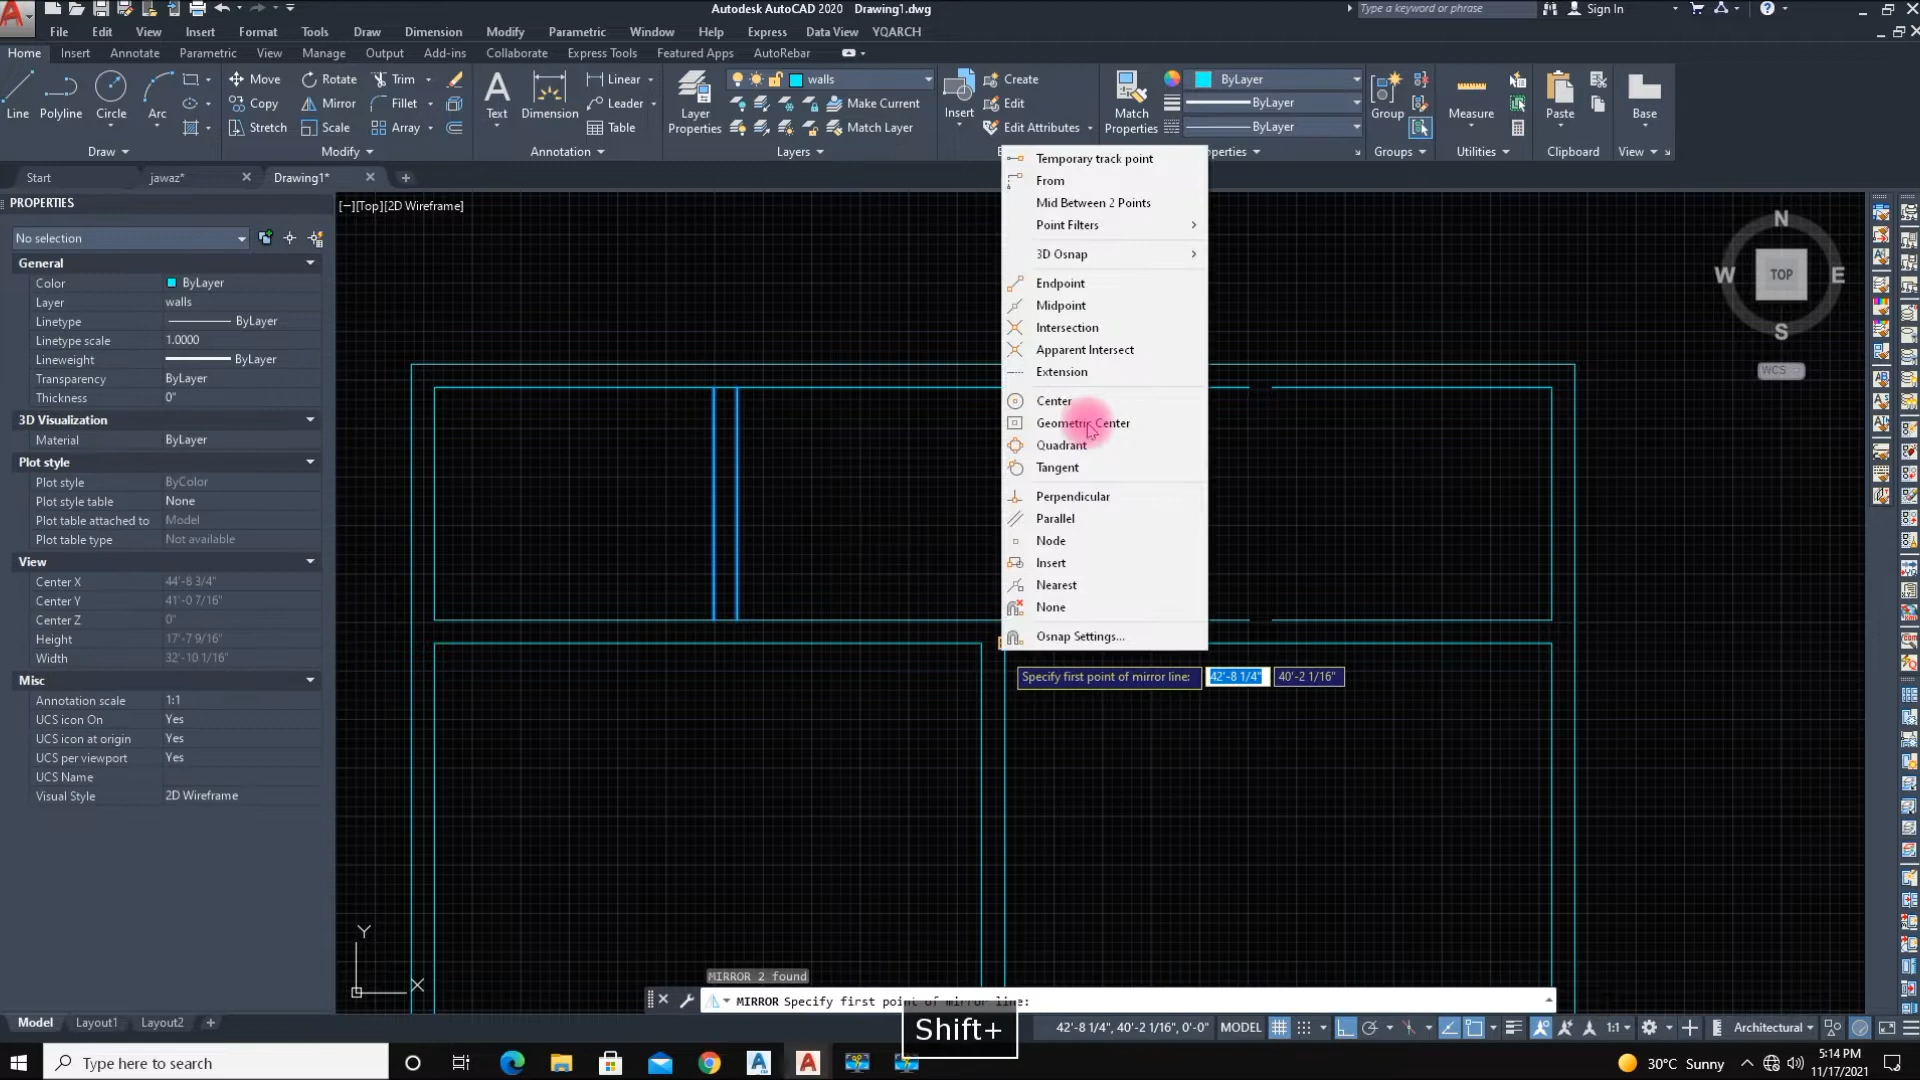 Autodesk AutoCAD 2020 Drawing1.dwg
Type a keyword or phrase
Sign In
File Edit View Insert Format Tools Draw Dimension Modify Parametric Window Help Express Data View YQARCH
Home Insert Annotate Parametric View Manage Output Add-ins Collaborate Express Tools Featured Apps AutoRebar
Line Polyline Circle Arc
Move Rotate Trim
Copy Mirror Fillet
Stretch Scale Array
Text Dimension
Linear
Leader
Table
Layer Properties
walls
Make Current
Match Layer
Insert
Create
Edit
Edit Attributes
Match Properties
ByLayer
ByLayer
ByLayer
Group
Measure
Paste
Base
Draw Modify Annotation Layers perties Groups Utilities Clipboard View
Start jawaz* Drawing1*
PROPERTIES
[−][Top][2D Wireframe]
No selection
General
Color ByLayer
Layer walls
Linetype ByLayer
Linetype scale 1.0000
Lineweight ByLayer
Transparency ByLayer
Thickness 0"
3D Visualization
Material ByLayer
Plot style
Plot style ByColor
Plot style table None
Plot table attached to Model
Plot table type Not available
View
Center X 44'-8 3/4"
Center Y 41'-0 7/16"
Center Z 0"
Height 17'-7 9/16"
Width 32'-10 1/16"
Misc
Annotation scale 1:1
UCS icon On Yes
UCS icon at origin Yes
UCS per viewport Yes
UCS Name
Visual Style 2D Wireframe
Temporary track point
From
Mid Between 2 Points
Point Filters
3D Osnap
Endpoint
Midpoint
Intersection
Apparent Intersect
Extension
Center
Geometric Center
Quadrant
Tangent
Perpendicular
Parallel
Node
Insert
Nearest
None
Osnap Settings...
N
W TOP E
S
WCS
Specify first point of mirror line: 42'-8 1/4" 40'-2 1/16"
Y
X
MIRROR 2 found
MIRROR Specify first point of mirror line:
Shift+
Model Layout1 Layout2 +
42'-8 1/4", 40'-2 1/16", 0'-0" MODEL 1:1 Architectural
Type here to search
30°C Sunny
5:14 PM
11/17/2021